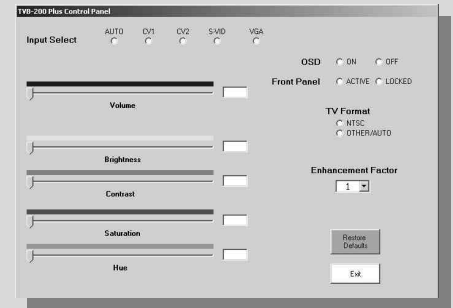 TVB-200 Plus Control Panel
Input Select AUTO CV1 CV2 S-VID VGA
OSD ON OFF
Front Panel ACTIVE LOCKED
Volume
TV Format
NTSC
OTHER/AUTO
Brightness
Enhancement Factor
1
Contrast
Saturation
Restore
Defaults
Hue
Exit